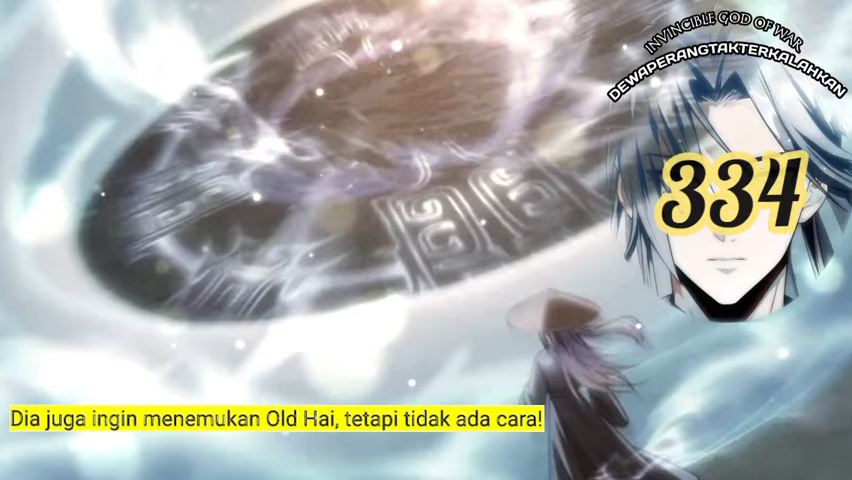 INVINCIBLE GOD OF WAR
DEWAPERANGTAKTERKALAHKAN
334
Dia juga ingin menemukan Old Hai, tetapi tidak ada cara!